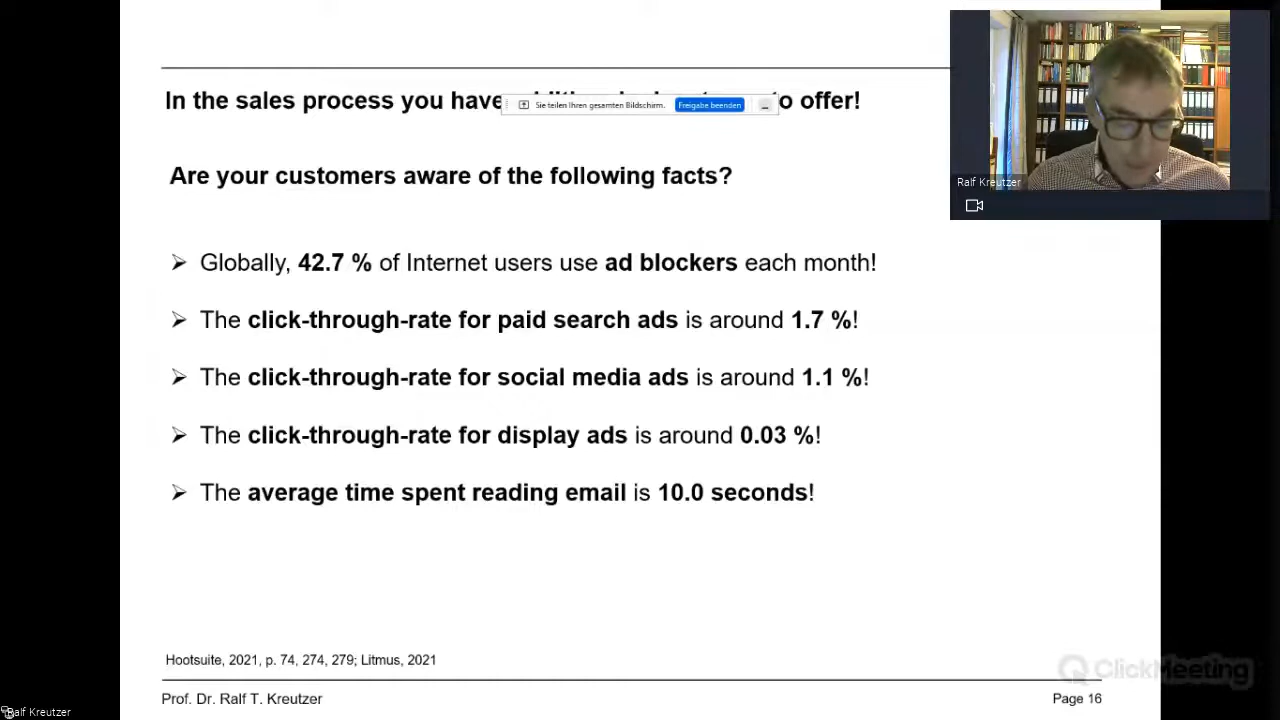 In the sales process you have to offer!
Sie teilen Ihren gesamten Bildschirm. Freigabe beenden
Are your customers aware of the following facts?
Ralf Kreutzer
➢ Globally, 42.7 % of Internet users use ad blockers each month!
➢ The click-through-rate for paid search ads is around 1.7 %!
➢ The click-through-rate for social media ads is around 1.1 %!
➢ The click-through-rate for display ads is around 0.03 %!
➢ The average time spent reading email is 10.0 seconds!
Hootsuite, 2021, p. 74, 274, 279; Litmus, 2021
ClickMeeting
Prof. Dr. Ralf T. Kreutzer Page 16
Ralf Kreutzer